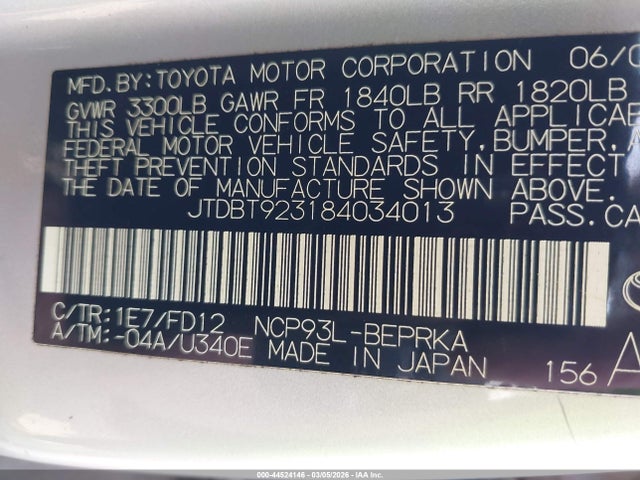 MFD.BY:TOYOTA MOTOR CORPORATION 06/0
GVWR 3300LB GAWR FR 1840LB RR 1820LB
THIS VEHICLE CONFORMS TO ALL APPLICAB
FEDERAL MOTOR VEHICLE SAFETY,BUMPER,A
THEFT PREVENTION STANDARDS IN EFFECT
THE DATE OF MANUFACTURE SHOWN ABOVE.
JTDBT923184034013 PASS.CA
C/TR:1E7/FD12 NCP93L-BEPRKA
A/TM:-04A/U340E MADE IN JAPAN 156
000-44524146 - 03/05/2026 - IAA Inc.